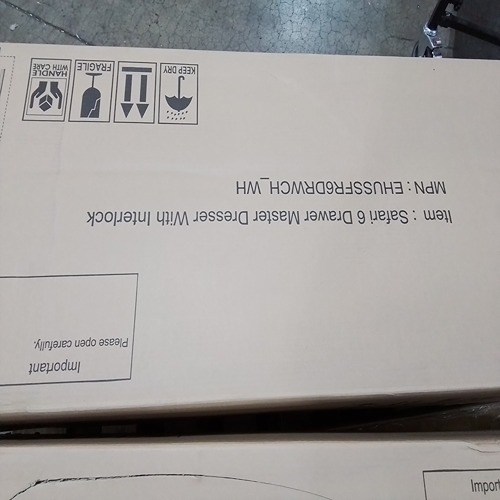 Important
Please open carefully.
Item : Safari 6 Drawer Master Dresser With Interlock
MPN : EHUSSFR6DRWCH_WH
KEEP DRY
FRAGILE
HANDLE
WITH CARE